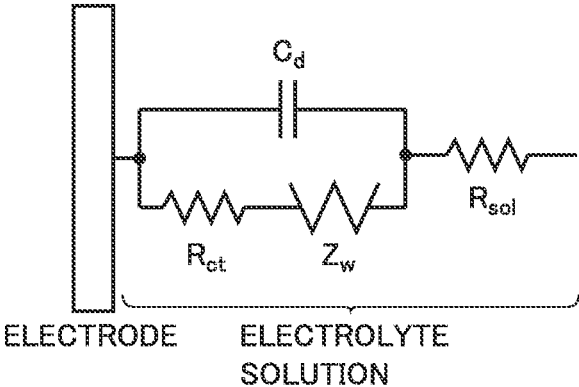 Cd
Rsol
Rct
Zw
ELECTRODE
ELECTROLYTE
SOLUTION